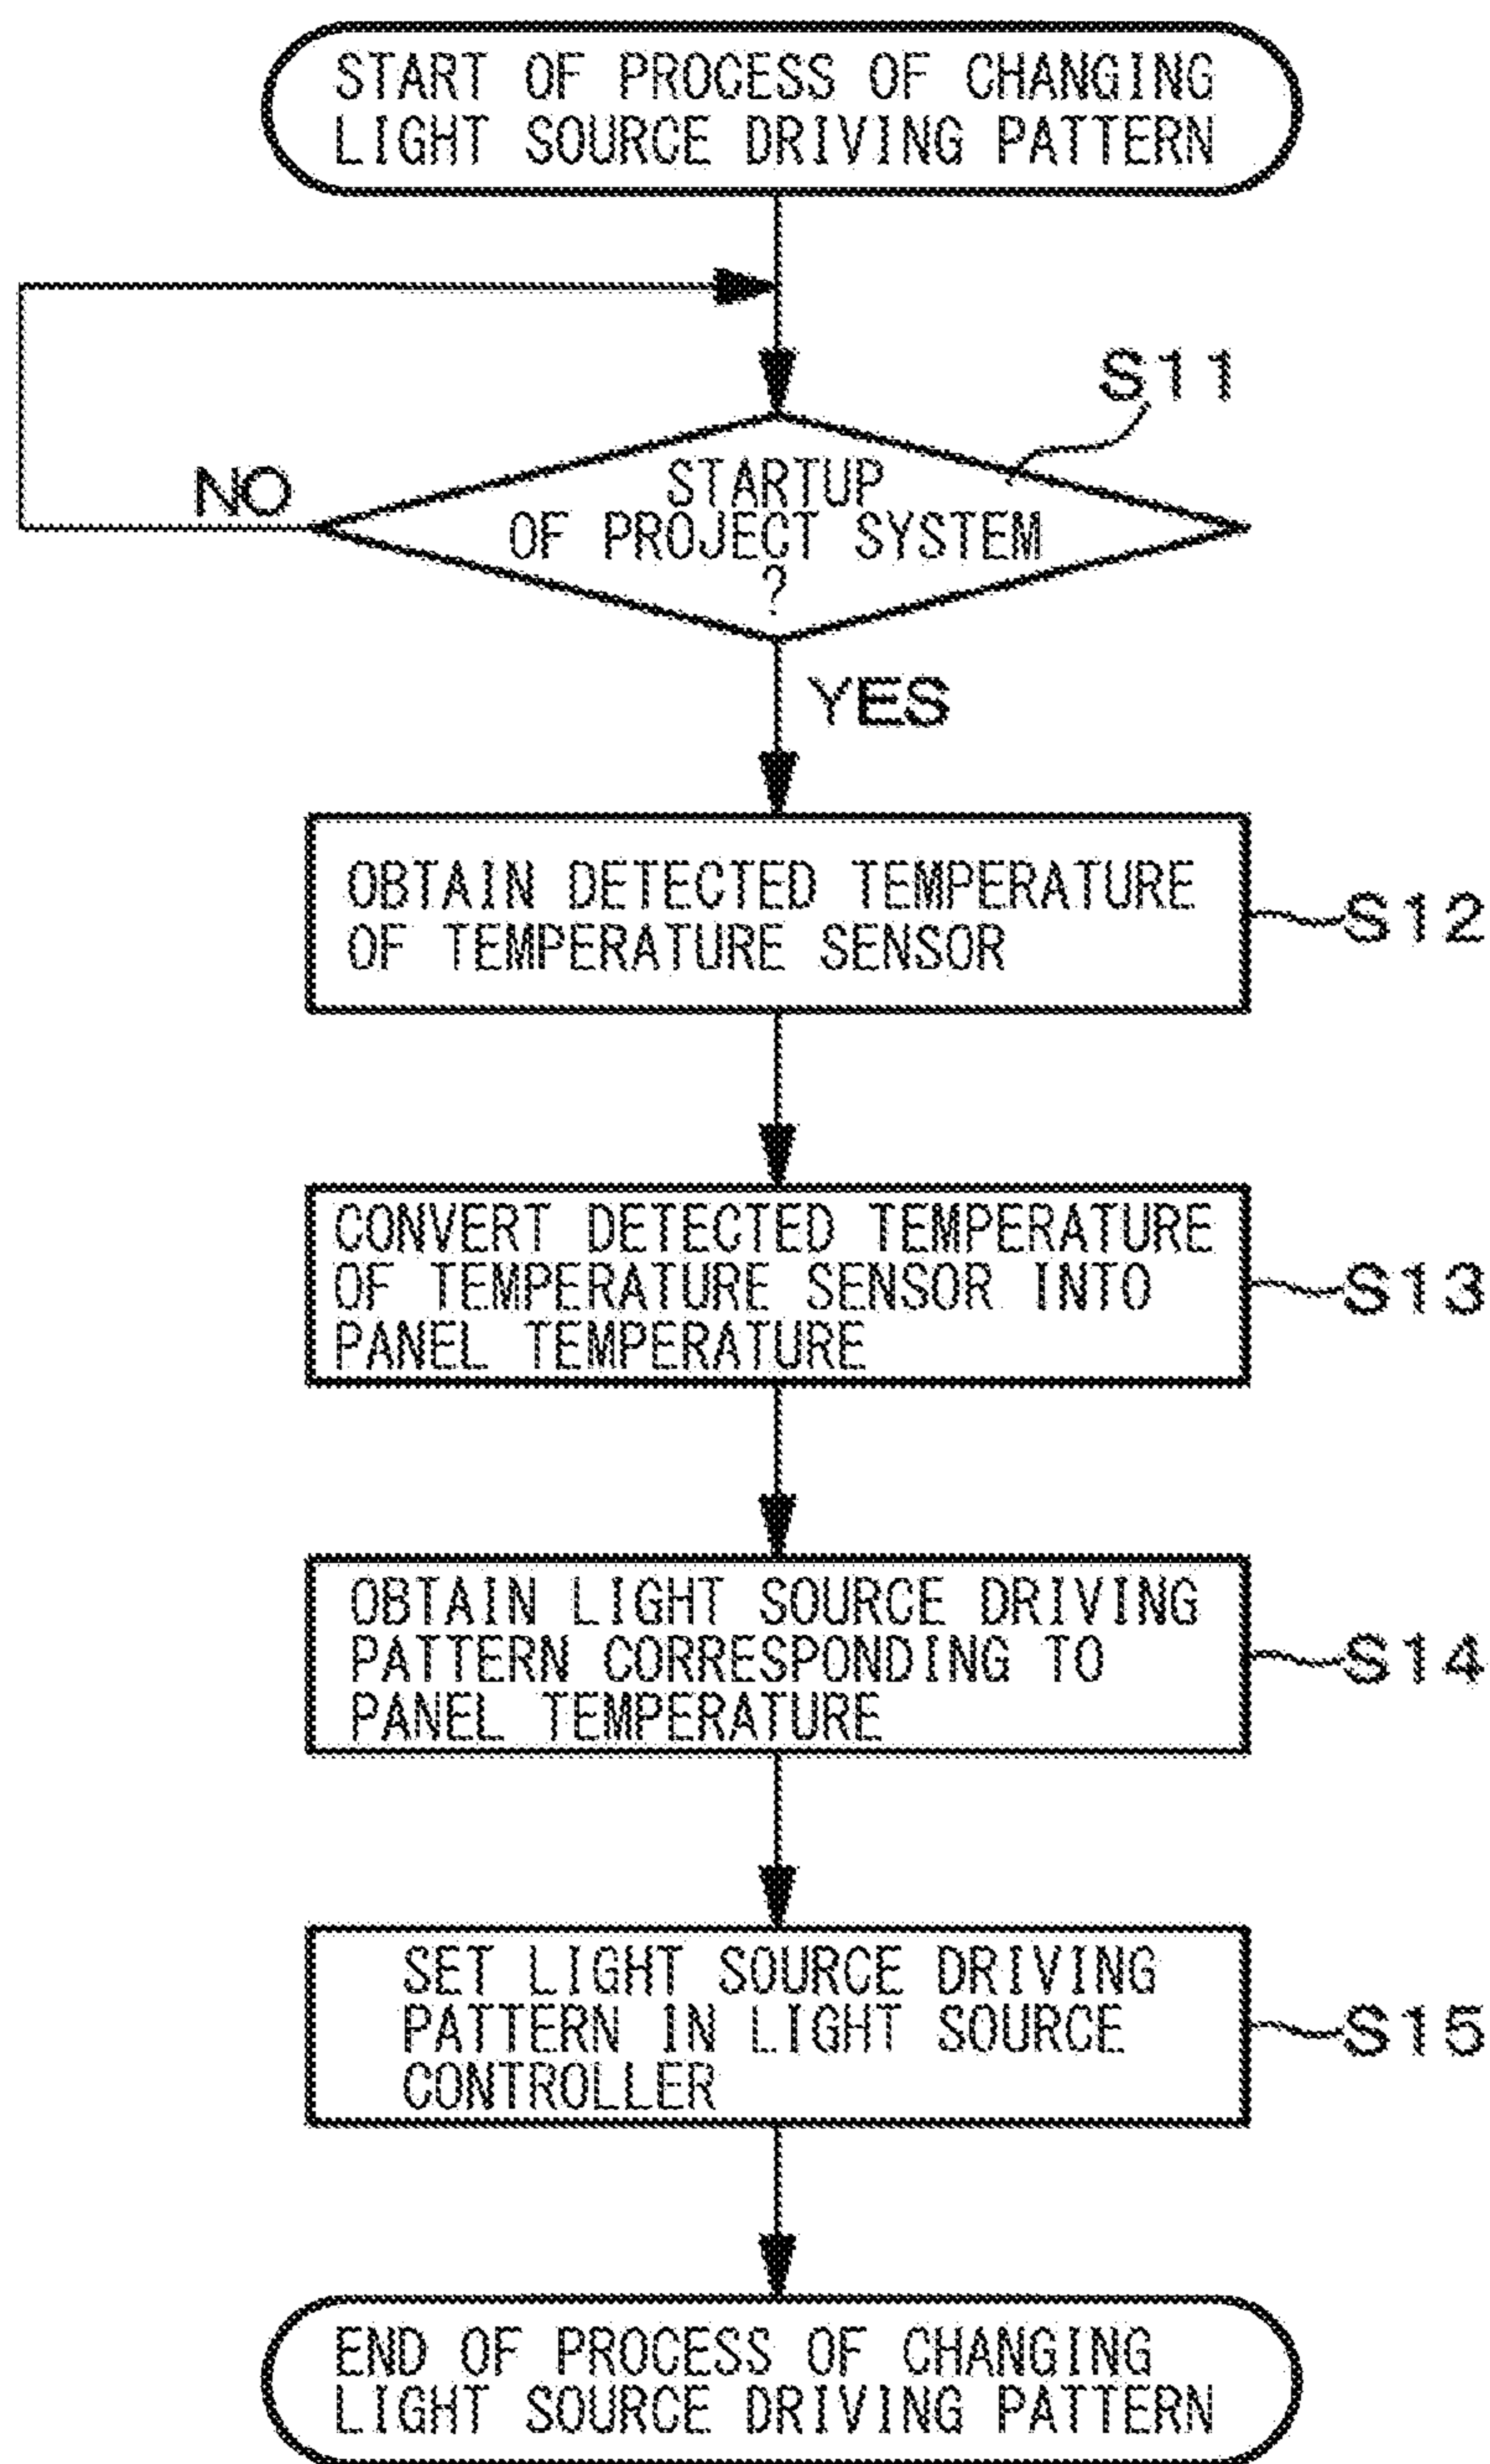 START OF PROCESS OF CHANGING
LIGHT SOURCE DRIVING PATTERN
S11
NO
STARTUP
OF PROJECT SYSTEM
?
YES
OBTAIN DETECTED TEMPERATURE
OF TEMPERATURE SENSOR
S12
CONVERT DETECTED TEMPERATURE
OF TEMPERATURE SENSOR INTO
PANEL TEMPERATURE
S13
OBTAIN LIGHT SOURCE DRIVING
PATTERN CORRESPONDING TO
PANEL TEMPERATURE
S14
SET LIGHT SOURCE DRIVING
PATTERN IN LIGHT SOURCE
CONTROLLER
S15
END OF PROCESS OF CHANGING
LIGHT SOURCE DRIVING PATTERN